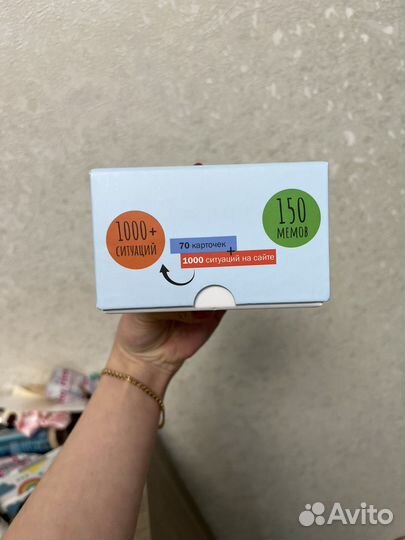 1000+
СИТУАЦИЙ
70 карточек
+
1000 ситуаций на сайте
150
МЕМОВ
Avito